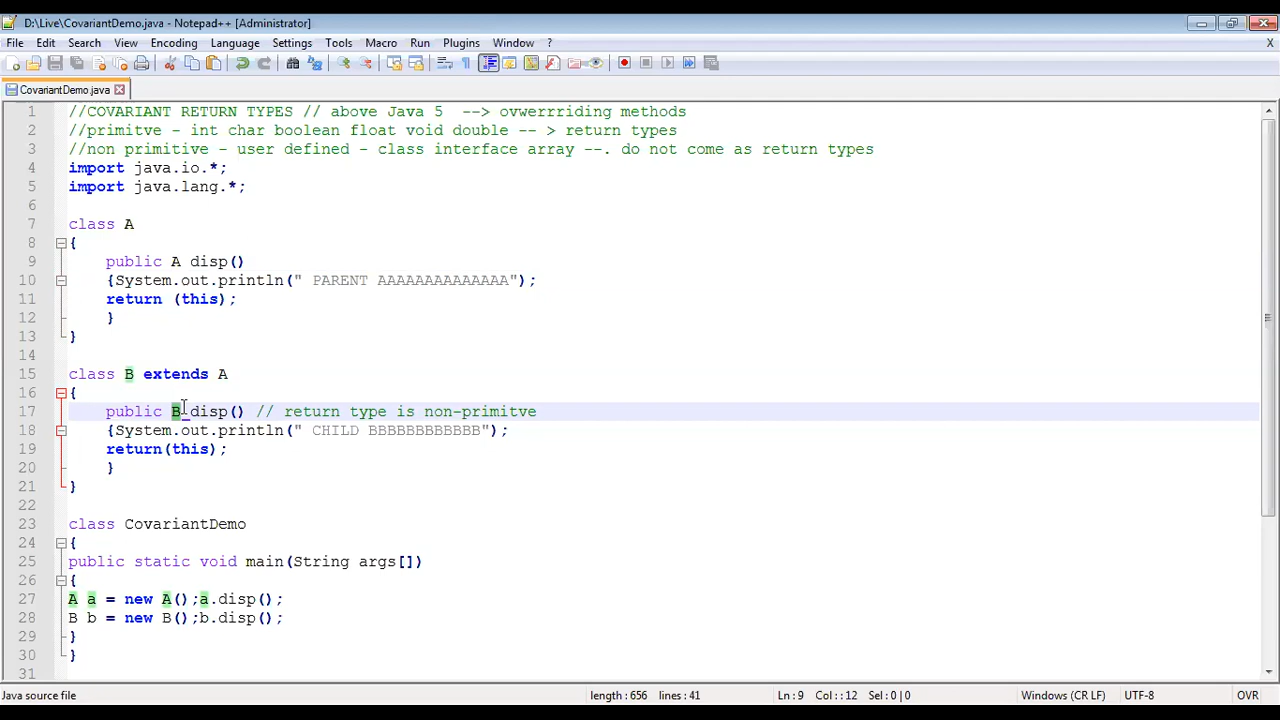 D:\Live\CovariantDemo.java - Notepad++ [Administrator]
File Edit Search View Encoding Language Settings Tools Macro Run Plugins Window ? X
CovariantDemo.java
1 //COVARIANT RETURN TYPES // above Java 5 --> ovwerrriding methods
2 //primitve - int char boolean float void double -- > return types
3 //non primitive - user defined - class interface array --. do not come as return types
4 import java.io.*;
5 import java.lang.*;
6
7 class A
8 {
9 public A disp()
10 {System.out.println(" PARENT AAAAAAAAAAAAAA");
11 return (this);
12 }
13 }
14
15 class B extends A
16 {
17 public B disp() // return type is non-primitve
18 {System.out.println(" CHILD BBBBBBBBBBBB");
19 return(this);
20 }
21 }
22
23 class CovariantDemo
24 {
25 public static void main(String args[])
26 {
27 A a = new A();a.disp();
28 B b = new B();b.disp();
29 }
30 }
31
Java source file length : 656 lines : 41 Ln : 9 Col : : 12 Sel : 0 | 0 Windows (CR LF) UTF-8 OVR